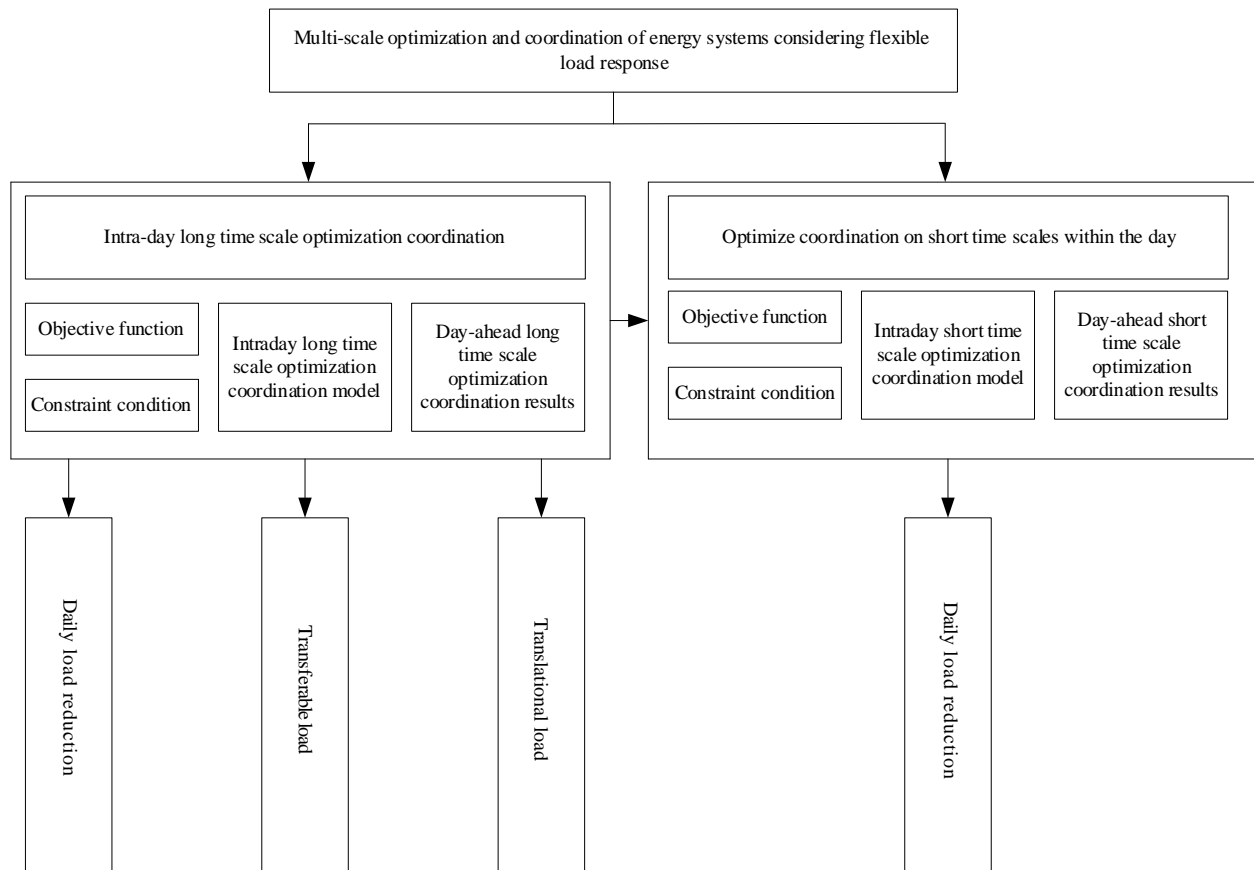 Multi-scale optimization and coordination of energy systems considering flexible
load response
Intra-day long time scale optimization coordination
Objective function
Constraint condition
Intraday long time
scale optimization
coordination model
Day-ahead long
time scale
optimization
coordination results
Optimize coordination on short time scales within the day
Objective function
Constraint condition
Intraday short time
scale optimization
coordination model
Day-ahead short
time scale
optimization
coordination results
Daily load reduction
Transferable load
Translational load
Daily load reduction